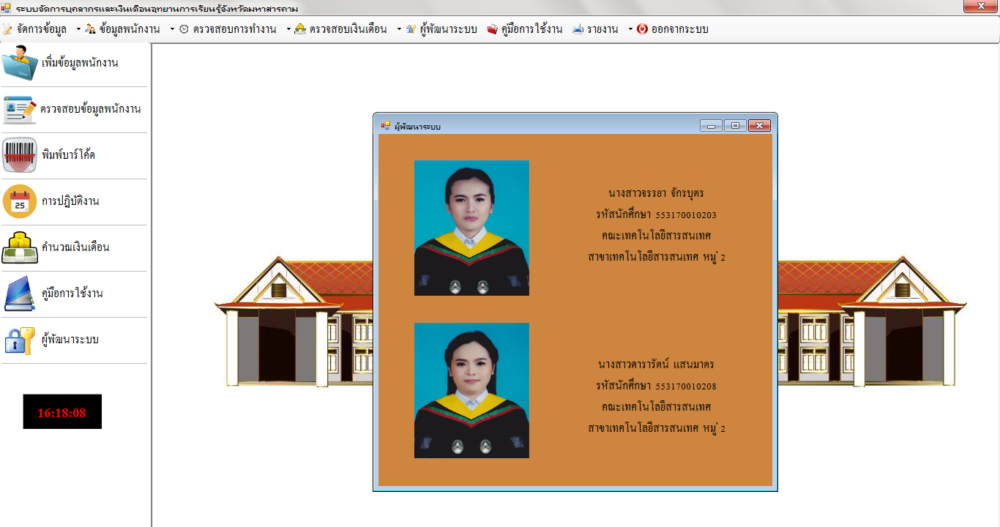 ระบบจัดการบุคลากรและเงินเดือนอุทยานการเรียนรู้จังหวัดมหาสารคาม
จัดการข้อมูล ข้อมูลพนักงาน ตรวจสอบการทำงาน ตรวจสอบเงินเดือน ผู้พัฒนาระบบ คู่มือการใช้งาน รายงาน ออกจากระบบ
เพิ่มข้อมูลพนักงาน
ตรวจสอบข้อมูลพนักงาน
พิมพ์บาร์โค้ด
25
การปฏิบัติงาน
คำนวณเงินเดือน
คู่มือการใช้งาน
ผู้พัฒนาระบบ
16:18:08
ผู้พัฒนาระบบ
นางสาวจรรยา จักรบุตร
รหัสนักศึกษา 553170010203
คณะเทคโนโลยีสารสนเทศ
สาขาเทคโนโลยีสารสนเทศ หมู่ 2
นางสาวดารารัตน์ แสนมาตร
รหัสนักศึกษา 553170010208
คณะเทคโนโลยีสารสนเทศ
สาขาเทคโนโลยีสารสนเทศ หมู่ 2